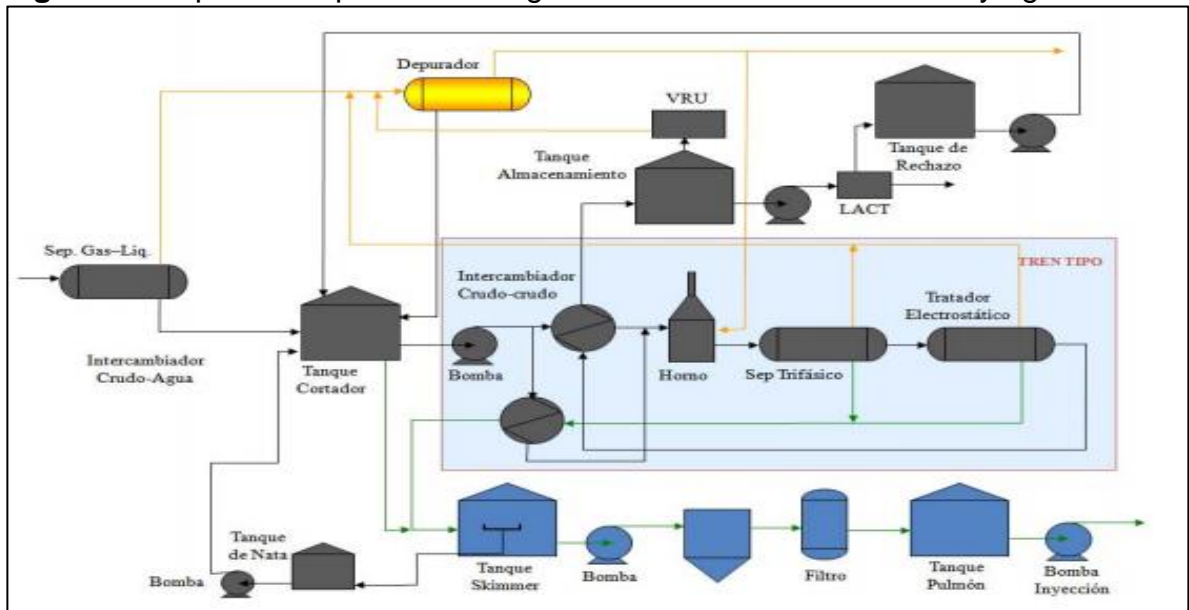 Depurador
VRU
Tanque
Almacenamiento
Tanque de
Rechazo
LACT
Sep. Gas–Liq.
TREN TIPO
Intercambiador
Crudo-crudo
Tratador
Electrostático
Intercambiador
Crudo-Agua
Tanque
Cortador
Bomba
Horno
Sep Trifásico
Tanque
de Nata
Bomba
Tanque
Skimmer
Bomba
Filtro
Tanque
Pulmón
Bomba
Inyección